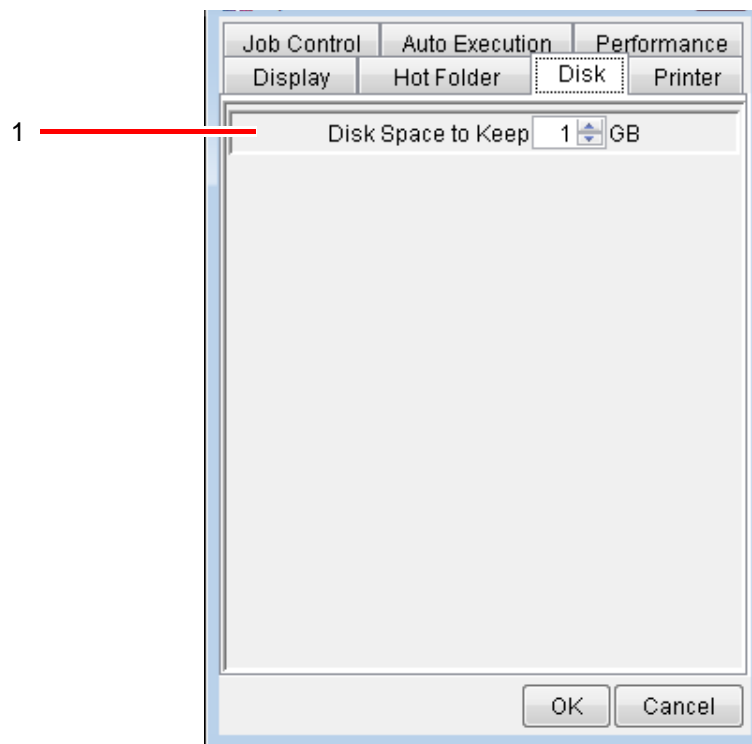 Job Control Auto Execution Performance
Display Hot Folder Disk Printer
1 Disk Space to Keep 1 GB
OK Cancel